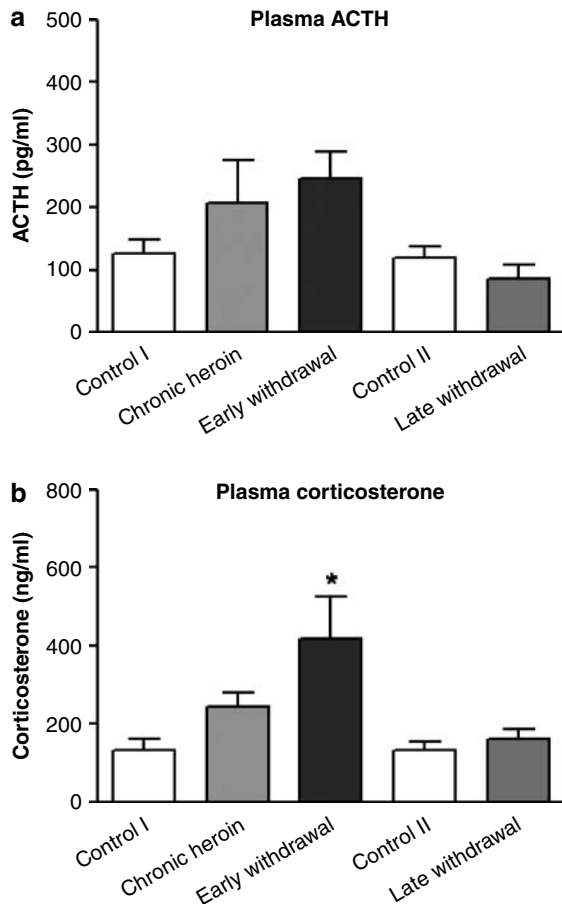 a
Plasma ACTH
500
400
300
200
100
0
ACTH (pg/ml)
Control I
Chronic heroin
Early withdrawal
Control II
Late withdrawal
b
Plasma corticosterone
800
600
400
200
0
Corticosterone (ng/ml)
*
Control I
Chronic heroin
Early withdrawal
Control II
Late withdrawal